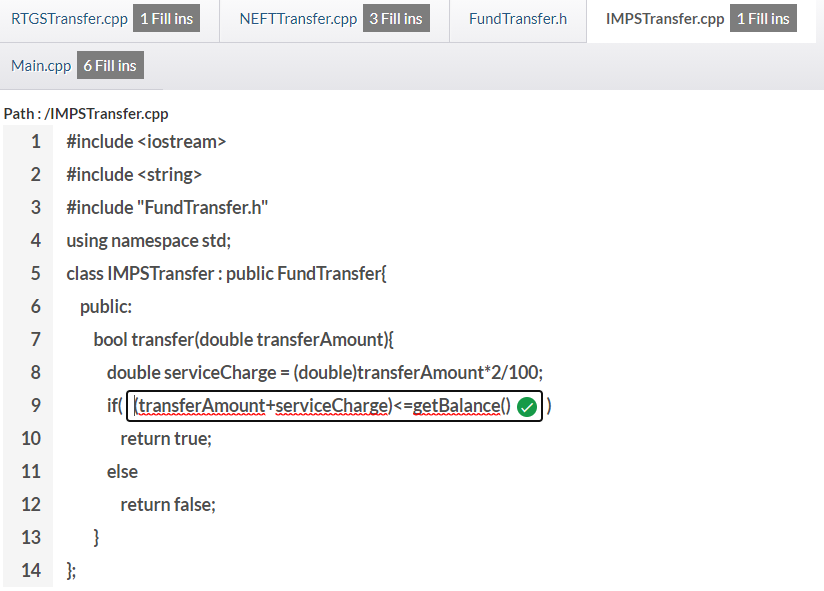 RTGSTransfer.cpp 1 Fill ins NEFTTransfer.cpp 3 Fill ins FundTransfer.h IMPSTransfer.cpp 1 Fill ins
Main.cpp 6 Fill ins
Path : /IMPSTransfer.cpp
1 #include <iostream>
2 #include <string>
3 #include "FundTransfer.h"
4 using namespace std;
5 class IMPSTransfer : public FundTransfer{
6 public:
7 bool transfer(double transferAmount){
8 double serviceCharge = (double)transferAmount*2/100;
9 if( (transferAmount+serviceCharge)<=getBalance() )
10 return true;
11 else
12 return false;
13 }
14 };